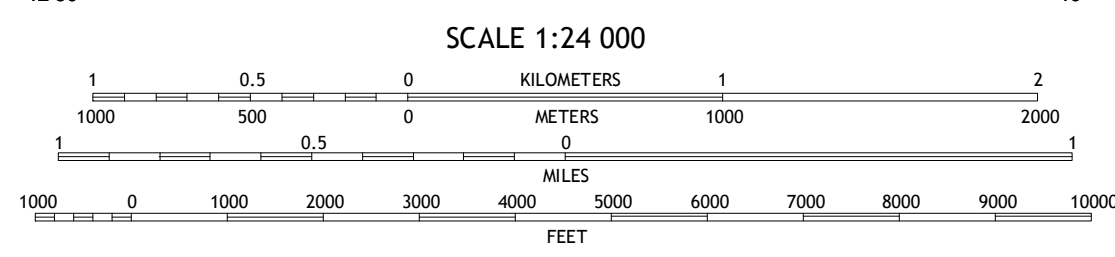 SCALE 1:24 000
1 0.5 0 KILOMETERS 1 2
1000 500 0 METERS 1000 2000
1 0.5 0 1
MILES
1000 0 1000 2000 3000 4000 5000 6000 7000 8000 9000 10000
FEET